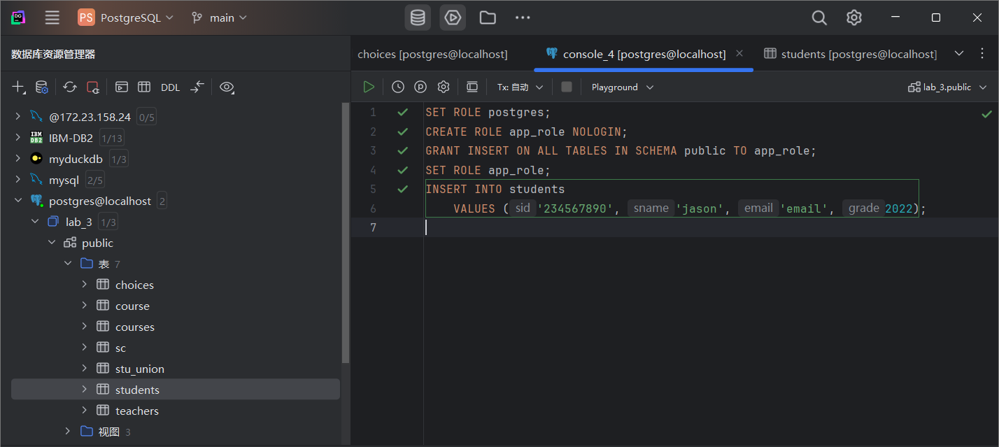 PS PostgreSQL main
数据库资源管理器
choices [postgres@localhost] console_4 [postgres@localhost] students [postgres@localhost]
DDL
Tx: 自动 Playground lab_3.public
@172.23.158.24 0/5
IBM-DB2 1/13
myduckdb 1/3
mysql 2/5
postgres@localhost 2
lab_3 1/3
public
表 7
choices
course
courses
sc
stu_union
students
teachers
视图 3
1 SET ROLE postgres;
2 CREATE ROLE app_role NOLOGIN;
3 GRANT INSERT ON ALL TABLES IN SCHEMA public TO app_role;
4 SET ROLE app_role;
5 INSERT INTO students
6 VALUES ( sid '234567890', sname 'jason', email 'email', grade 2022);
7